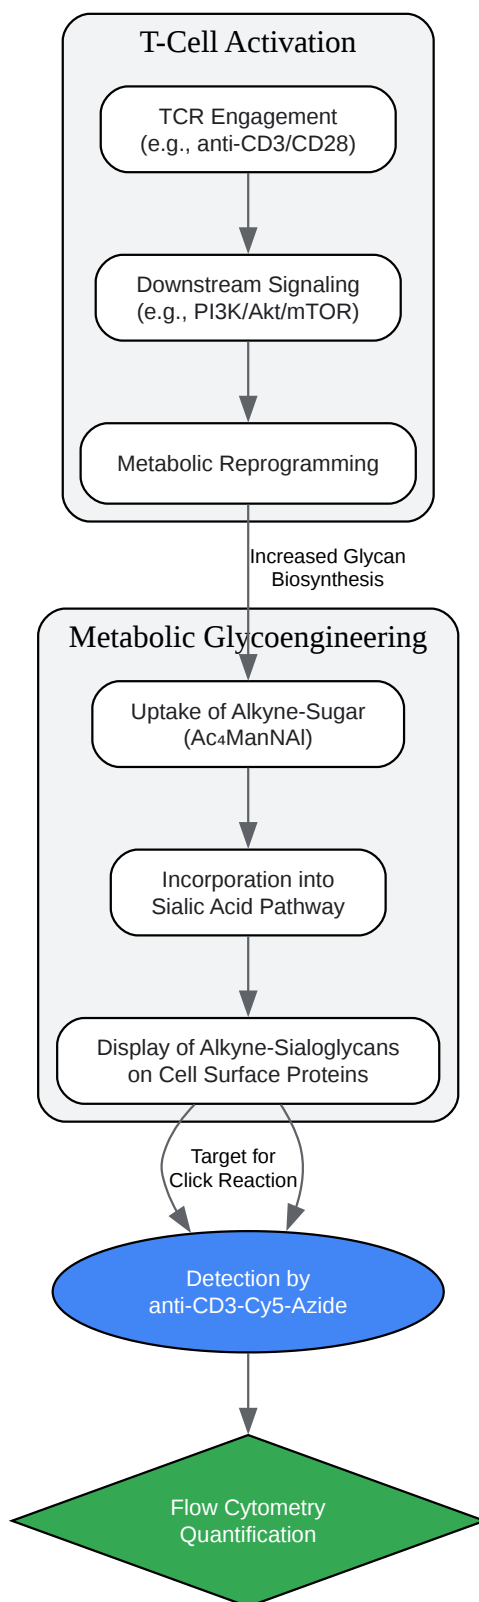 T-Cell Activation
TCR Engagement
(e.g., anti-CD3/CD28)
Downstream Signaling
(e.g., PI3K/Akt/mTOR)
Metabolic Reprogramming
Increased Glycan
Biosynthesis
Metabolic Glycoengineering
Uptake of Alkyne-Sugar
(Ac₄ManNAl)
Incorporation into
Sialic Acid Pathway
Display of Alkyne-Sialoglycans
on Cell Surface Proteins
Target for
Click Reaction
Detection by
anti-CD3-Cy5-Azide
Flow Cytometry
Quantification